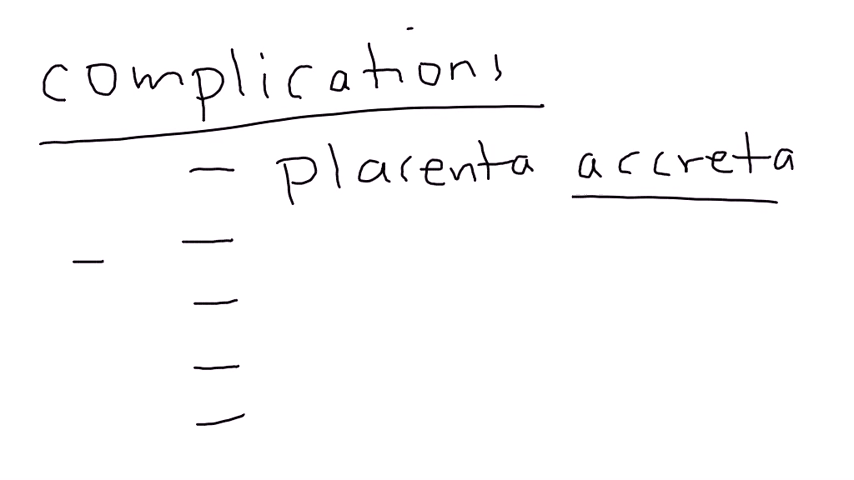 complications
- placenta accreta
-
-
-
-
-